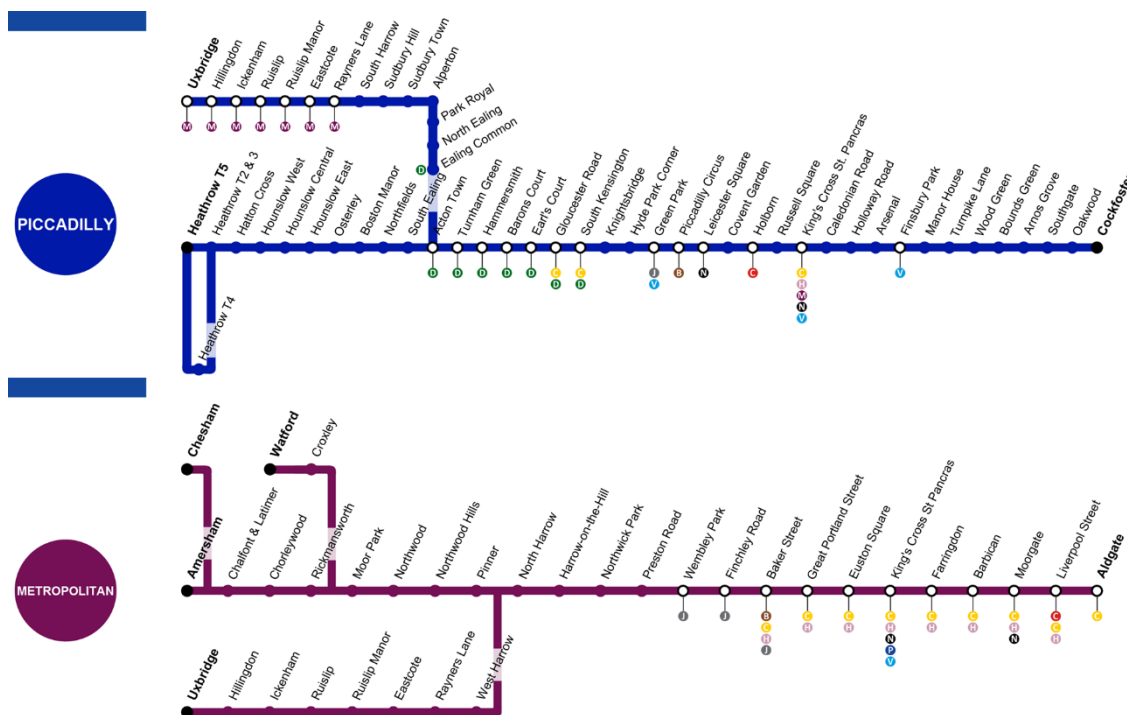 Uxbridge
Hillingdon
Ickenham
Ruislip
Ruislip Manor
Eastcote
Rayners Lane
South Harrow
Sudbury Hill
Sudbury Town
Alperton
M M M M M M M
Park Royal
North Ealing
Ealing Common
D
PICCADILLY
Heathrow T5
Heathrow T2 & 3
Hatton Cross
Hounslow West
Hounslow Central
Hounslow East
Osterley
Boston Manor
Northfields
South Ealing
Acton Town
Turnham Green
Hammersmith
Barons Court
Earl's Court
Gloucester Road
South Kensington
Knightsbridge
Hyde Park Corner
Green Park
Piccadilly Circus
Leicester Square
Covent Garden
Holborn
Russell Square
King's Cross St. Pancras
Caledonian Road
Holloway Road
Arsenal
Finsbury Park
Manor House
Turnpike Lane
Wood Green
Bounds Green
Arnos Grove
Southgate
Oakwood
Cockfoster
D D D D D C C J B N C C V
D D V H
M
N
V
Heathrow T4
Chesham
Watford
Croxley
METROPOLITAN
Amersham
Chalfont & Latimer
Chorleywood
Rickmansworth
Moor Park
Northwood
Northwood Hills
Pinner
North Harrow
Harrow-on-the-Hill
Northwick Park
Preston Road
Wembley Park
Finchley Road
Baker Street
Great Portland Street
Euston Square
King's Cross St Pancras
Farringdon
Barbican
Moorgate
Liverpool Street
Aldgate
J J B C C C C C C C C
C H H H H H H C
H N N H
J P
V
Uxbridge
Hillingdon
Ickenham
Ruislip
Ruislip Manor
Eastcote
Rayners Lane
West Harrow